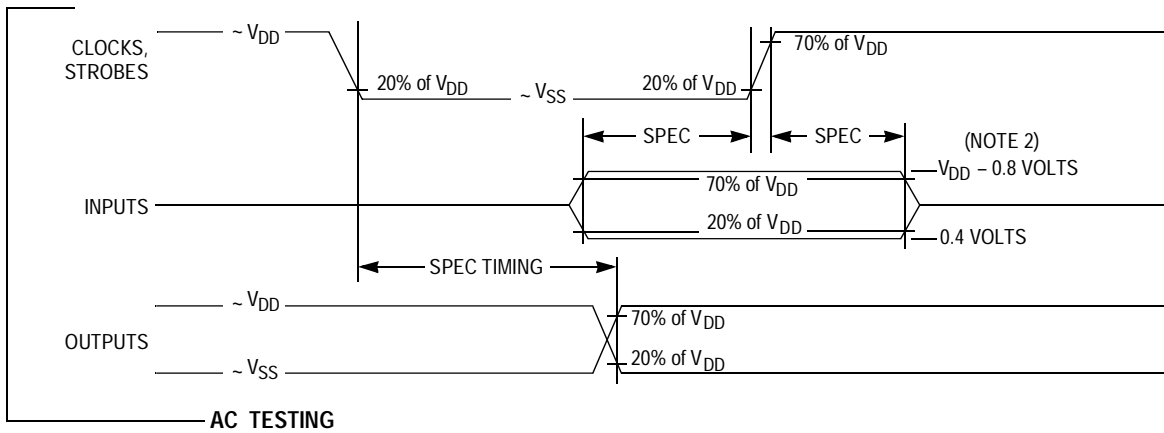 CLOCKS,
STROBES
~ VDD
20% of VDD
~ VSS
20% of VDD
70% of VDD
SPEC
SPEC
(NOTE 2)
VDD – 0.8 VOLTS
INPUTS
70% of VDD
20% of VDD
0.4 VOLTS
SPEC TIMING
OUTPUTS
~ VDD
70% of VDD
20% of VDD
~ VSS
AC TESTING